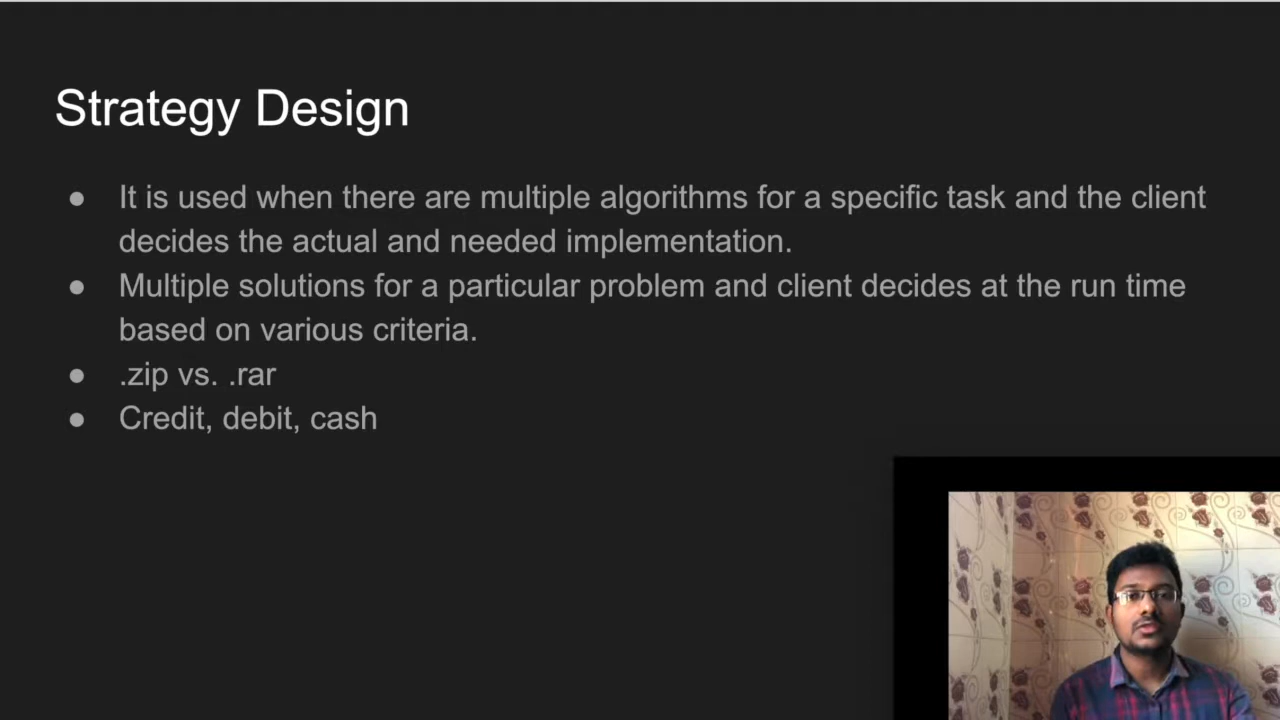 Strategy Design
● It is used when there are multiple algorithms for a specific task and the client
decides the actual and needed implementation.
● Multiple solutions for a particular problem and client decides at the run time
based on various criteria.
● .zip vs. .rar
● Credit, debit, cash